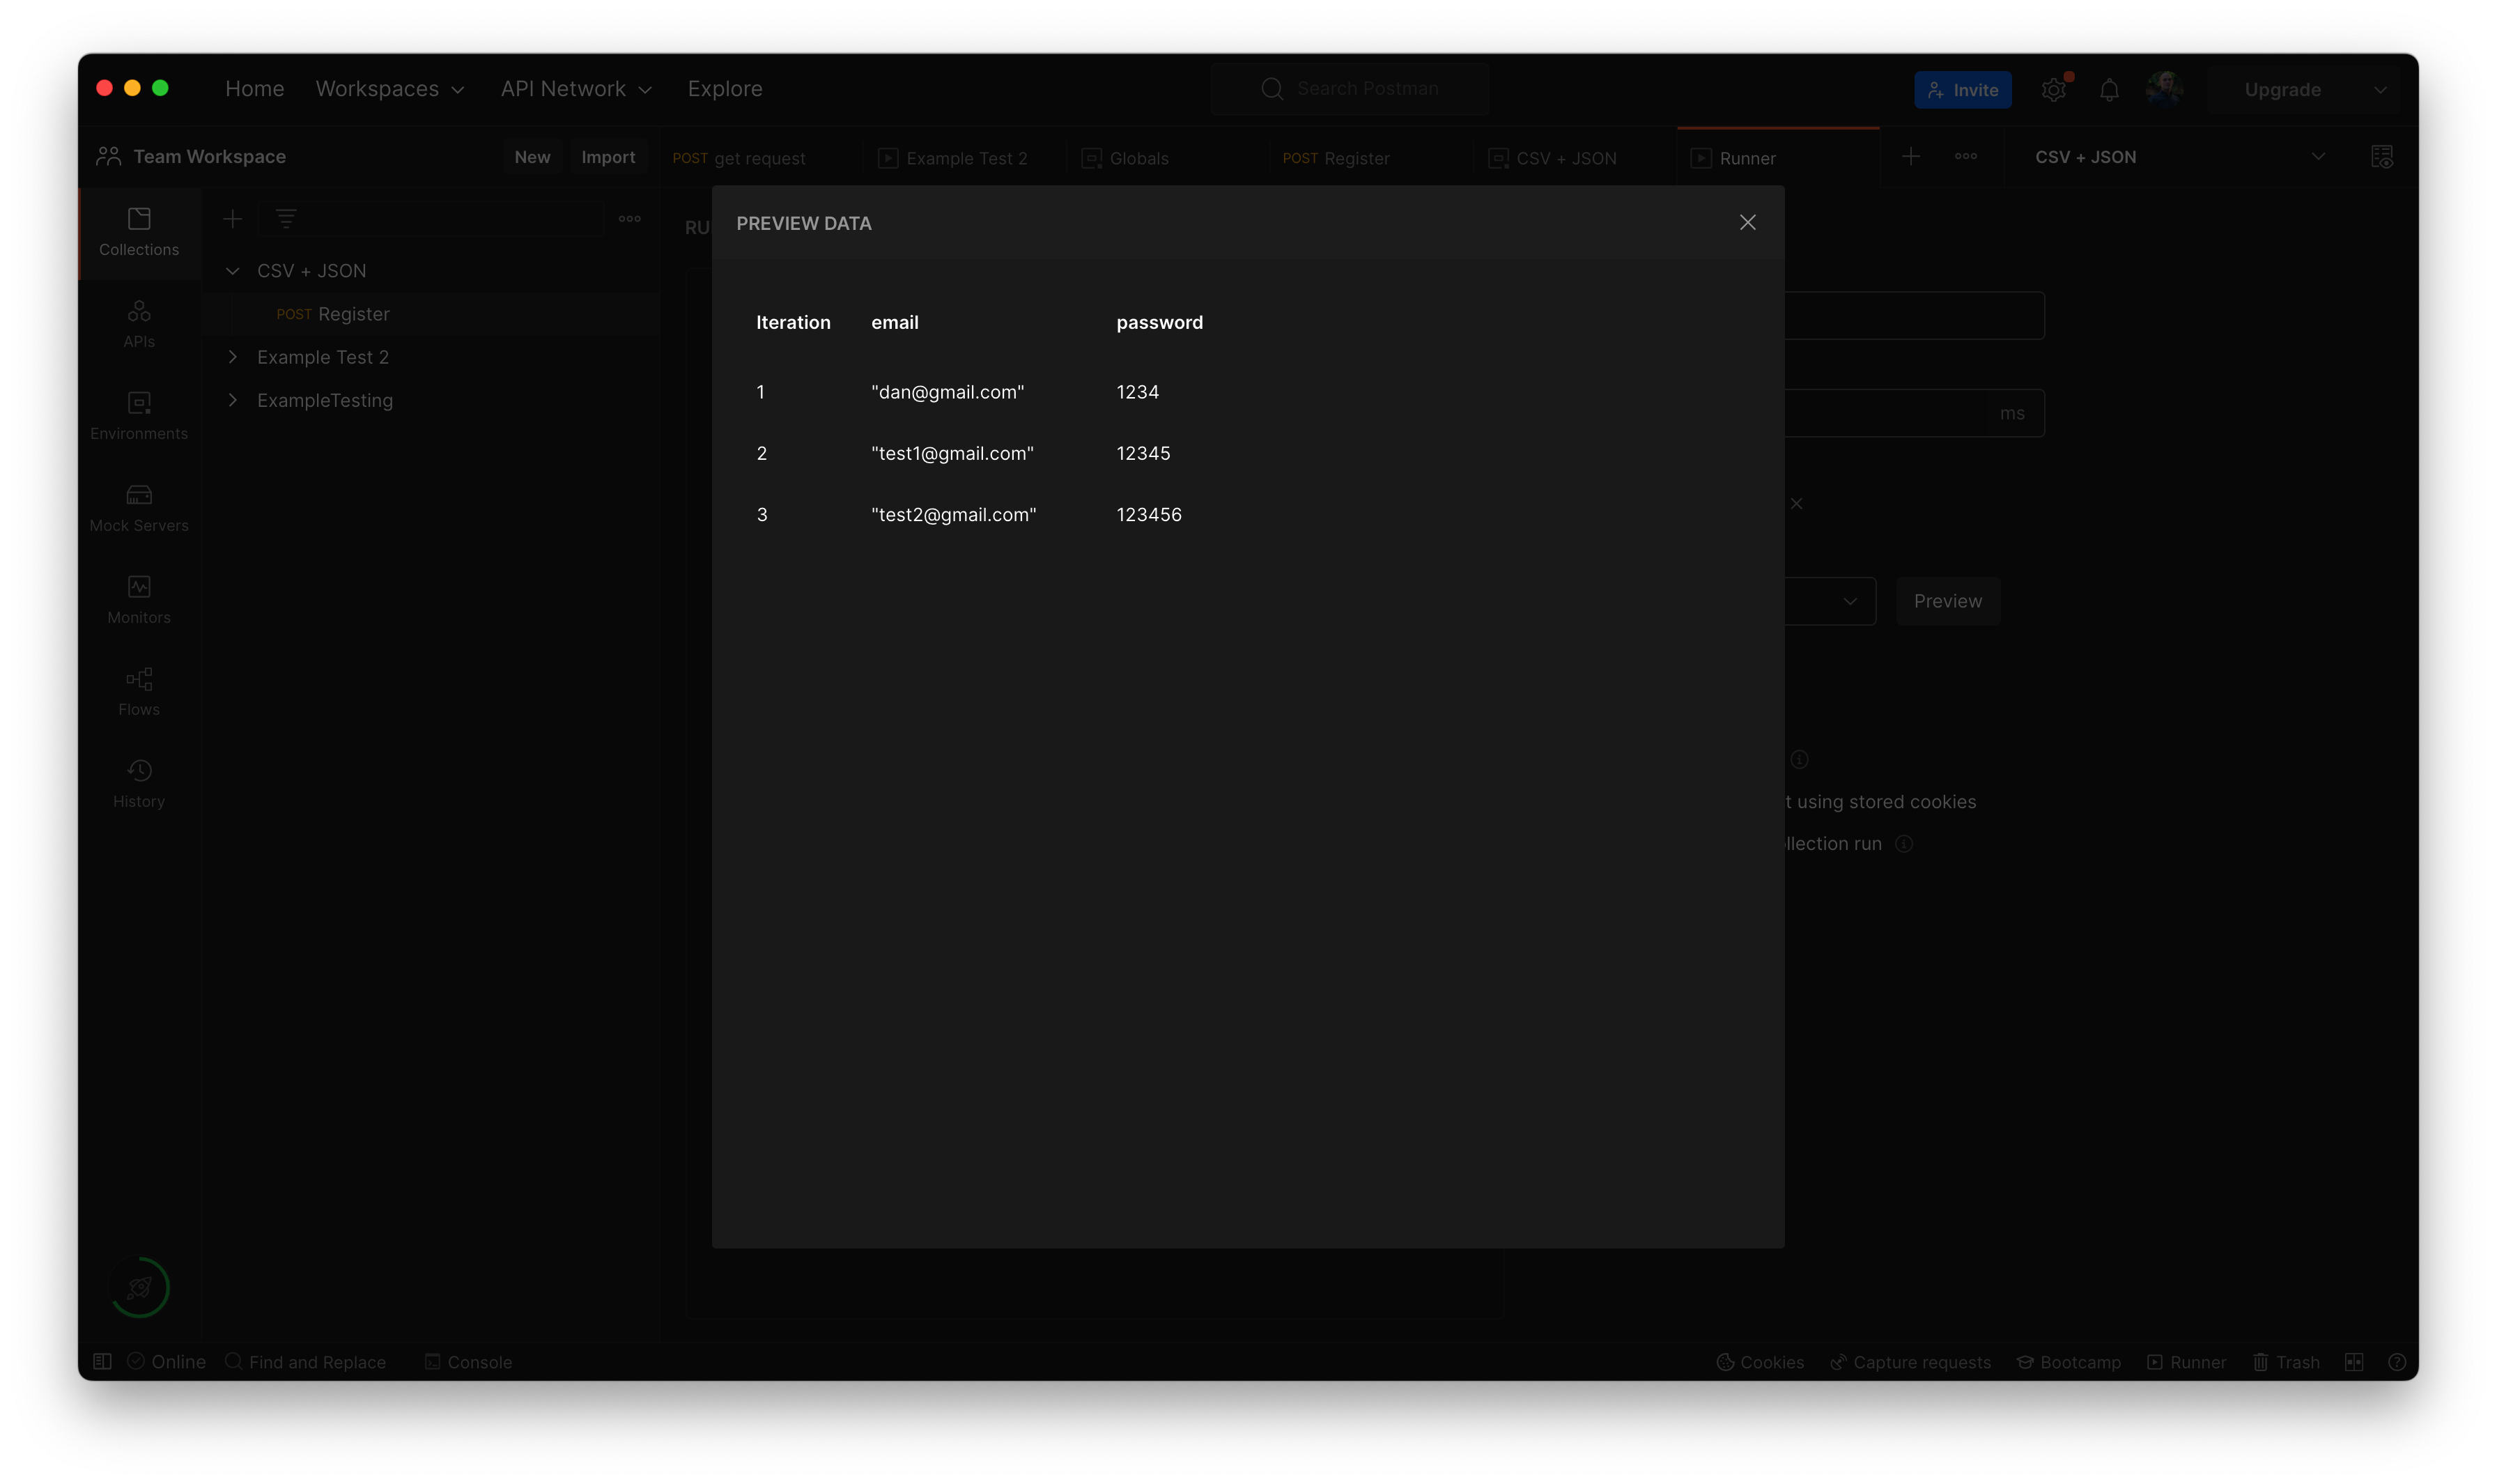 Home Workspaces API Network Explore Search Postman Invite Upgrade
Team Workspace New Import POST get request Example Test 2 Globals POST Register CSV + JSON Runner CSV + JSON
Collections
APIs
Environments
Mock Servers
Monitors
Flows
History
CSV + JSON
POST Register
Example Test 2
ExampleTesting
RU
PREVIEW DATA
Iteration email password
1 "dan@gmail.com" 1234
2 "test1@gmail.com" 12345
3 "test2@gmail.com" 123456
ms
Preview
t using stored cookies
llection run
Online Find and Replace Console Cookies Capture requests Bootcamp Runner Trash